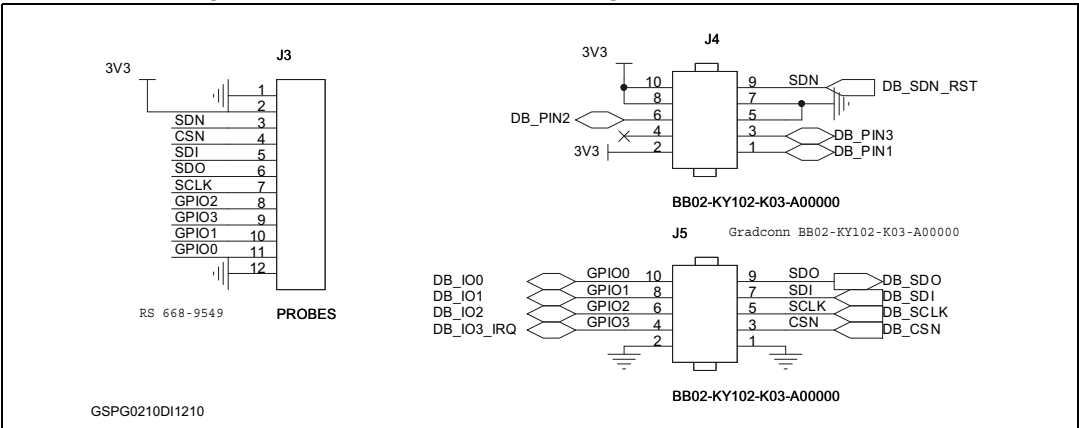 J3
3V3
1
2
SDN 3
CSN 4
SDI 5
SDO 6
SCLK 7
GPIO2 8
GPIO3 9
GPIO1 10
GPIO0 11
12
RS 668-9549
PROBES
J4
3V3
10 9 SDN DB_SDN_RST
8 7
DB_PIN2 6 5
4 3 DB_PIN3
3V3 2 1 DB_PIN1
BB02-KY102-K03-A00000
J5 Gradconn BB02-KY102-K03-A00000
DB_IO0 GPIO0 10 9 SDO DB_SDO
DB_IO1 GPIO1 8 7 SDI DB_SDI
DB_IO2 GPIO2 6 5 SCLK DB_SCLK
DB_IO3_IRQ GPIO3 4 3 CSN DB_CSN
2 1
BB02-KY102-K03-A00000
GSPG0210DI1210